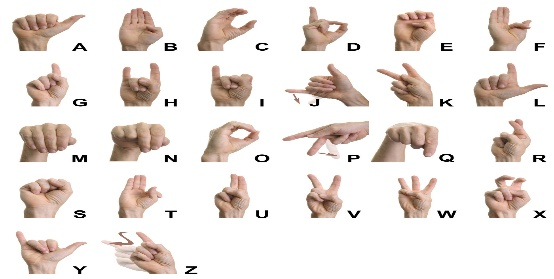 A B C D E F
G H I J K L
M N O P Q R
S T U V W X
Y Z